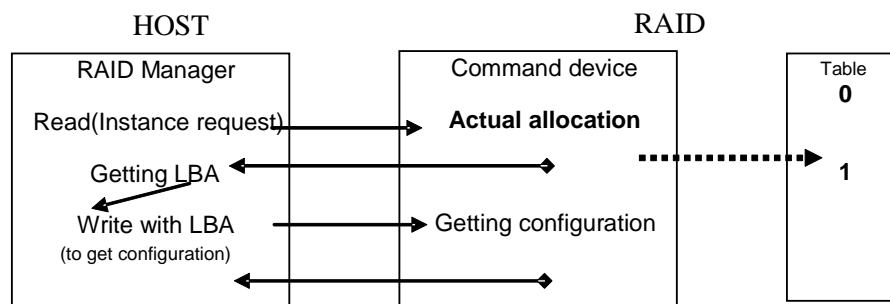 HOST
RAID
RAID Manager
Command device
Table
0
Read(Instance request)
Actual allocation
Getting LBA
1
Write with LBA
Getting configuration
(to get configuration)